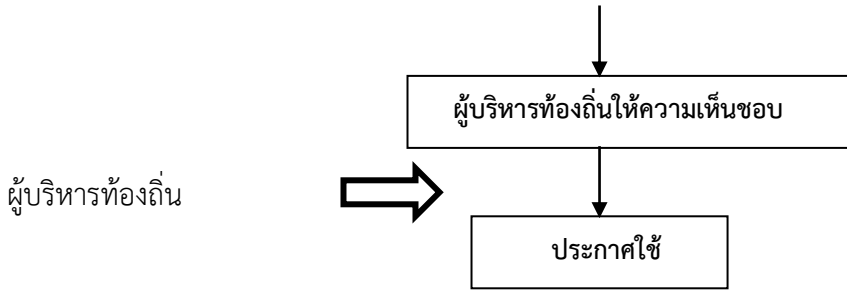 ผู้บริหารท้องถิ่นให้ความเห็นชอบ
ผู้บริหารท้องถิ่น
ประกาศใช้